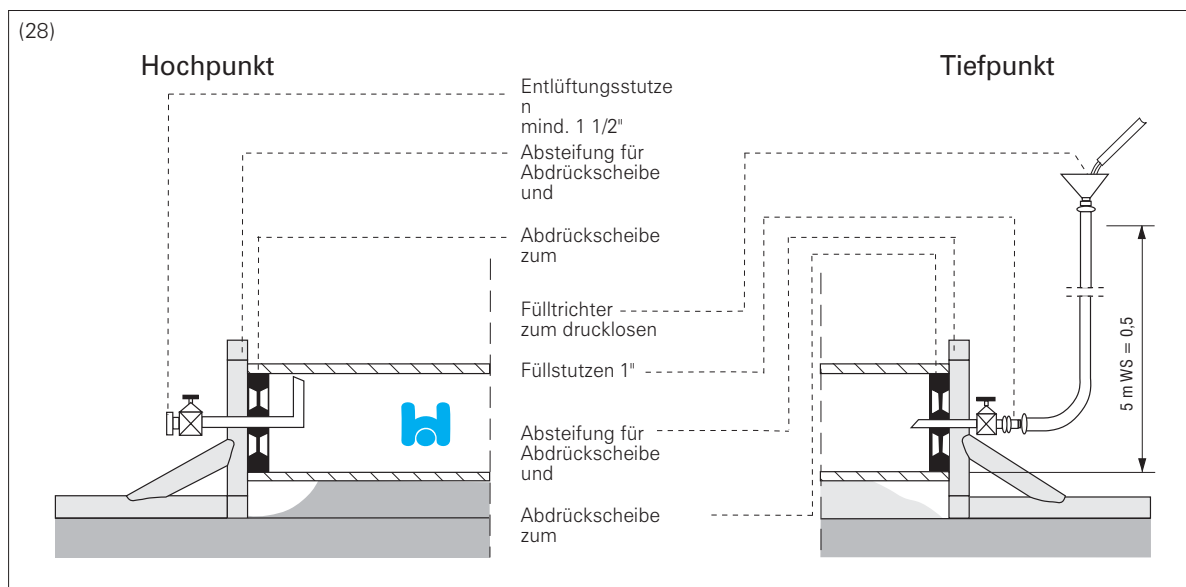 (28)
Hochpunkt
Tiefpunkt
Entlüftungsstutze
n
mind. 1 1/2"
Absteifung für
Abdrückscheibe
und
Abdrückscheibe
zum
Fülltrichter
zum drucklosen
Füllstutzen 1"
Absteifung für
Abdrückscheibe
und
Abdrückscheibe
zum
5 m WS = 0,5